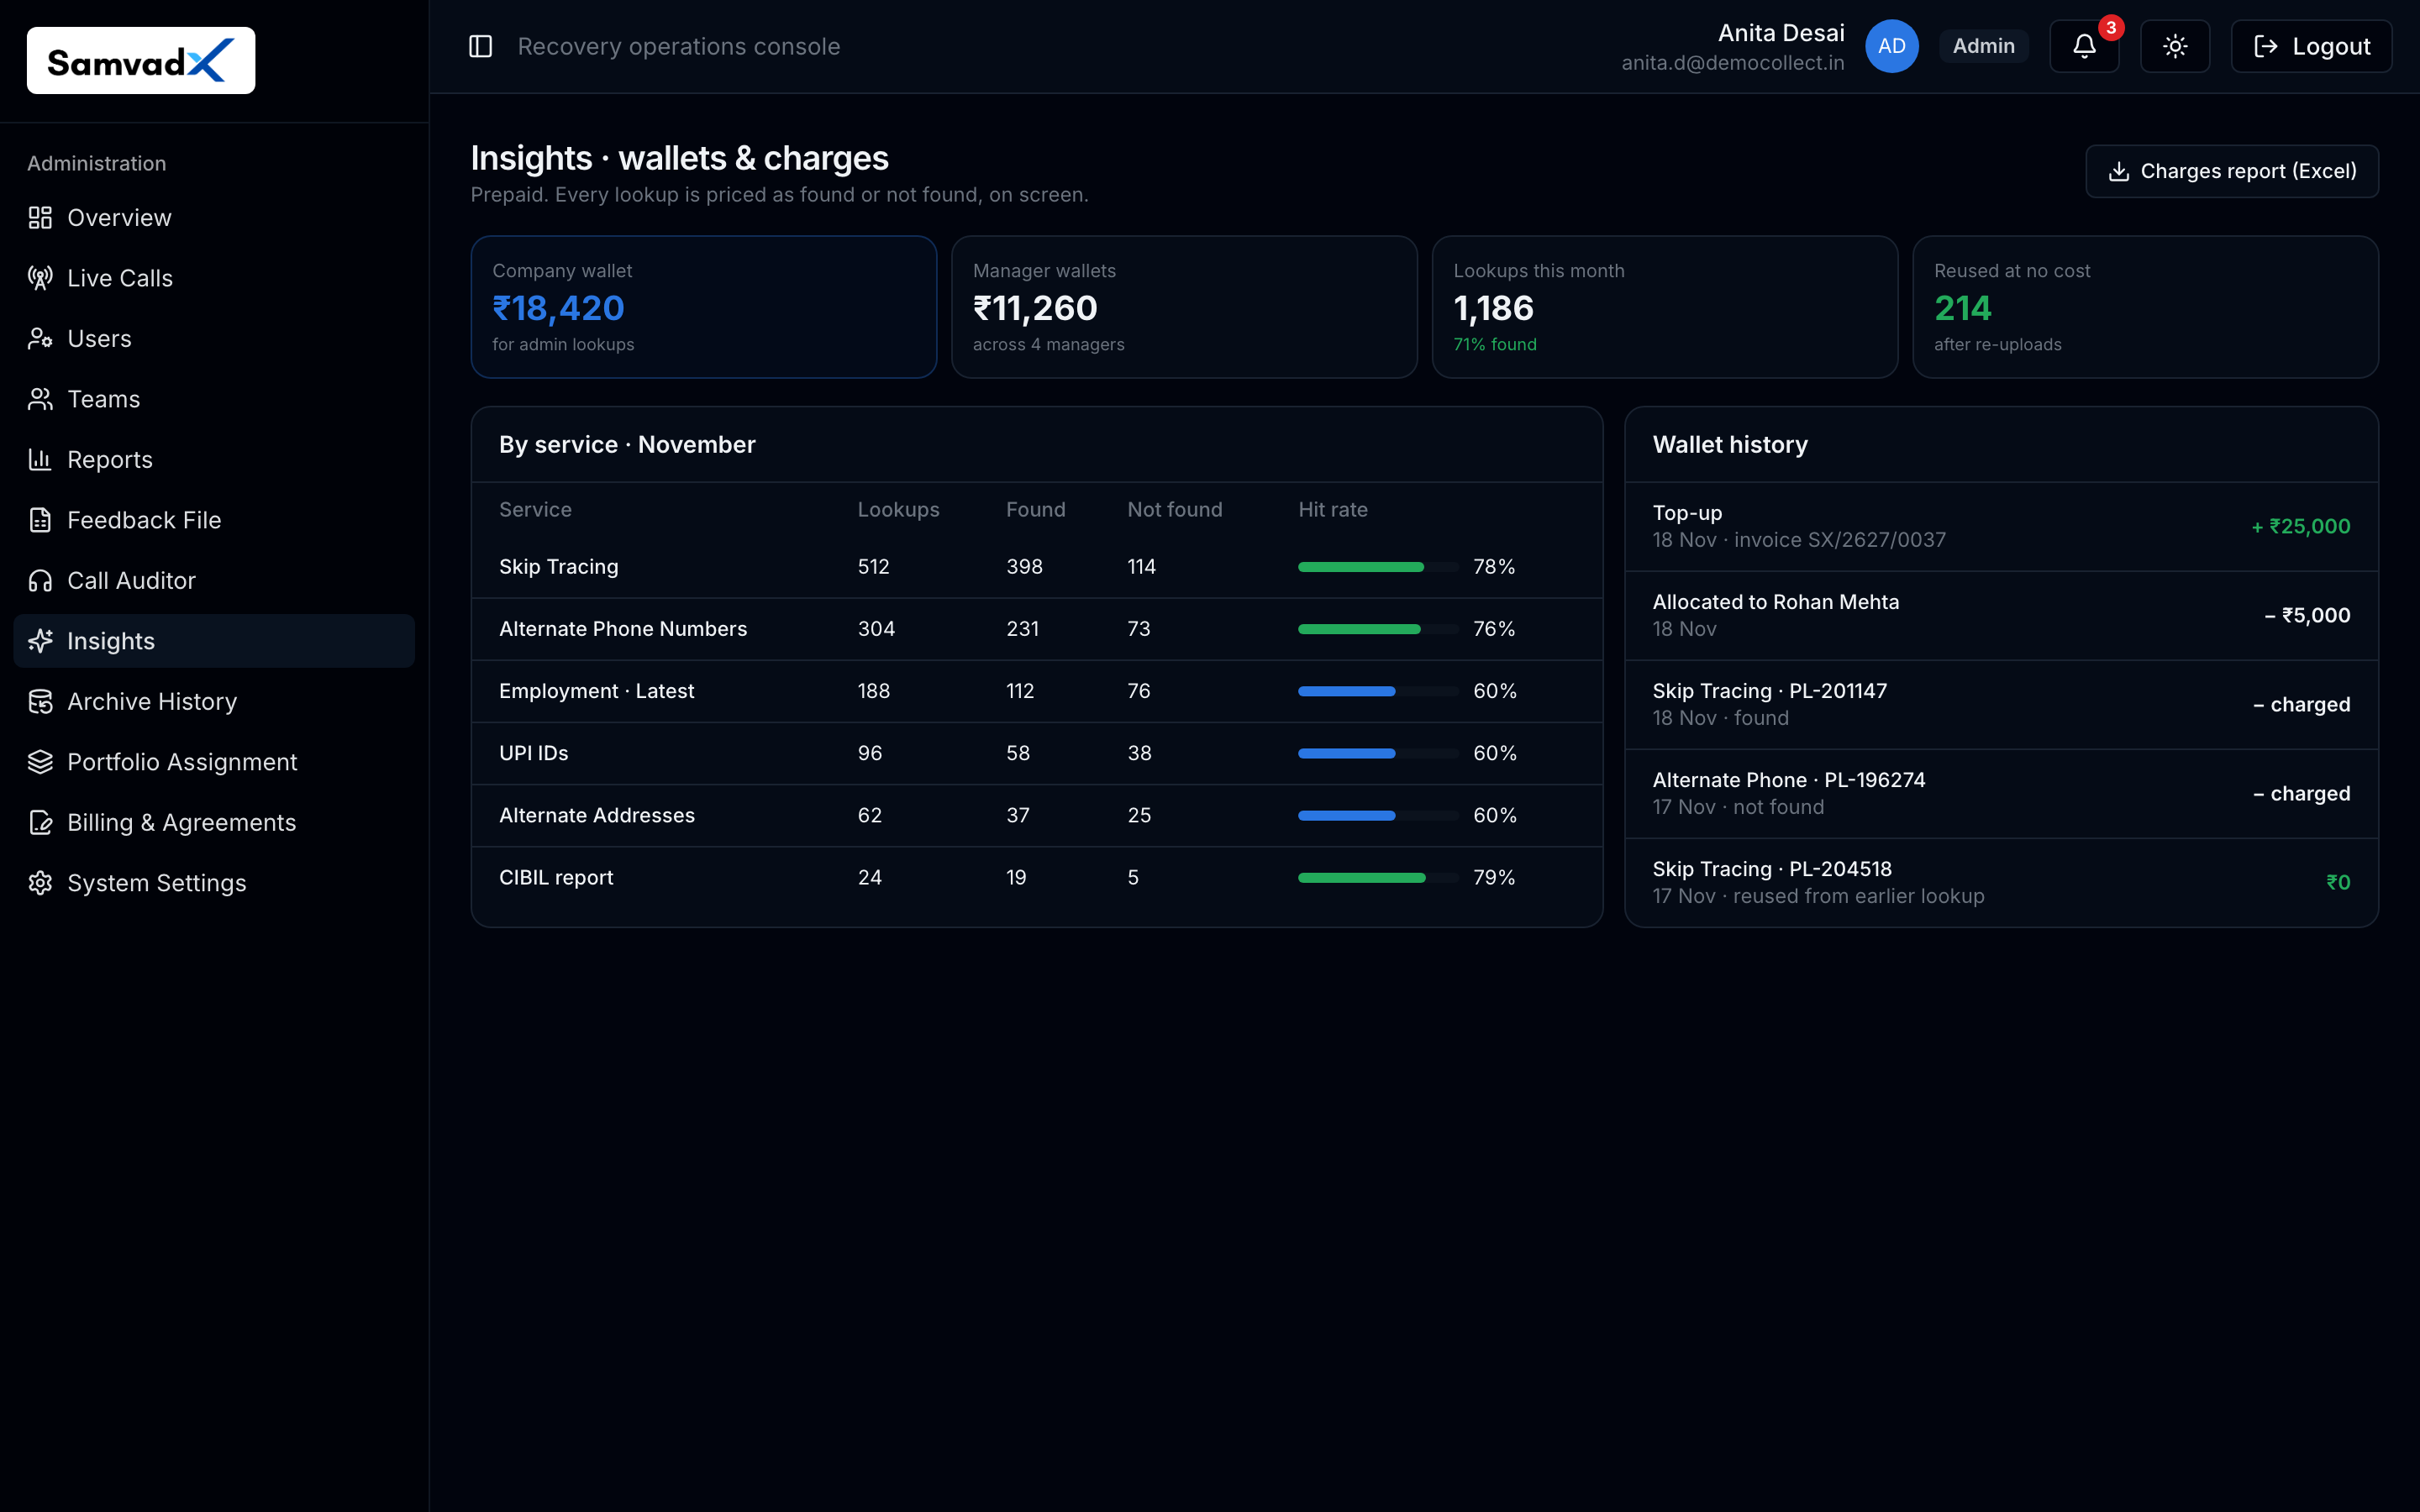 SamvadX
Recovery operations console
Anita Desai
anita.d@democollect.in
AD
Admin
3
Logout
Administration
Overview
Live Calls
Users
Teams
Reports
Feedback File
Call Auditor
Insights
Archive History
Portfolio Assignment
Billing & Agreements
System Settings
Insights · wallets & charges
Prepaid. Every lookup is priced as found or not found, on screen.
Charges report (Excel)
Company wallet
₹18,420
for admin lookups
Manager wallets
₹11,260
across 4 managers
Lookups this month
1,186
71% found
Reused at no cost
214
after re-uploads
By service · November
Service Lookups Found Not found Hit rate
Skip Tracing 512 398 114 78%
Alternate Phone Numbers 304 231 73 76%
Employment · Latest 188 112 76 60%
UPI IDs 96 58 38 60%
Alternate Addresses 62 37 25 60%
CIBIL report 24 19 5 79%
Wallet history
Top-up
18 Nov · invoice SX/2627/0037
+ ₹25,000
Allocated to Rohan Mehta
18 Nov
– ₹5,000
Skip Tracing · PL-201147
18 Nov · found
– charged
Alternate Phone · PL-196274
17 Nov · not found
– charged
Skip Tracing · PL-204518
17 Nov · reused from earlier lookup
₹0